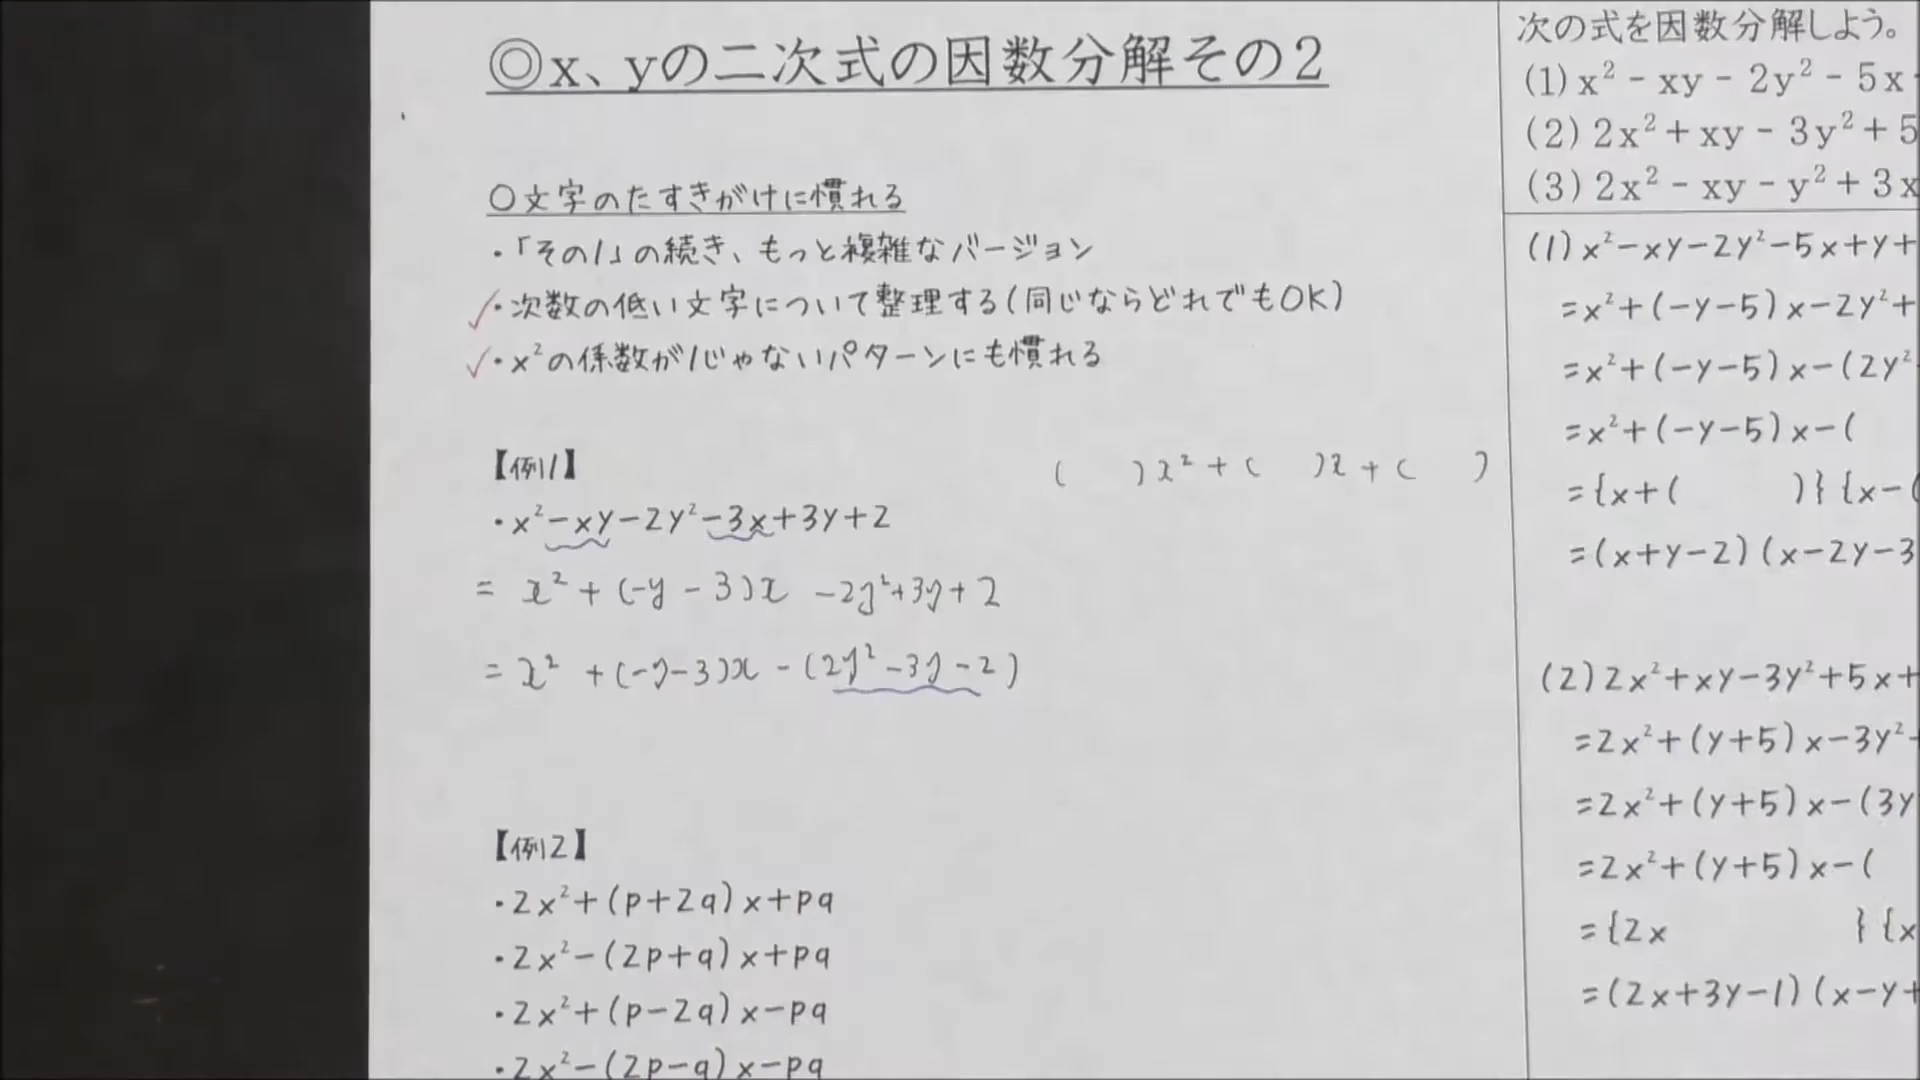 ◎x、yの二次式の因数分解その2
○文字のたすきがけに慣れる
・「その1」の続き、もっと複雑なバージョン
✓・次数の低い文字について整理する(同じならどれでもOK)
✓・x²の係数が1じゃないパターンにも慣れる
【例1】
( )x²+( )x+( )
・x²-xy-2y²-3x+3y+2
= x²+(-y-3)x -2y²+3y+2
= x² +(-y-3)x -(2y²-3y-2)
【例2】
・2x²+(p+2q)x+pq
・2x²-(2p+q)x+pq
・2x²+(p-2q)x-pq
・2x²-(2p-q)x-pq
次の式を因数分解しよう。
(1) x²-xy-2y²-5x
(2) 2x²+xy-3y²+5
(3) 2x²-xy-y²+3x
(1) x²-xy-2y²-5x+y+
=x²+(-y-5)x-2y²+
=x²+(-y-5)x-(2y²
=x²+(-y-5)x-(
={x+( )}{x-(
=(x+y-2)(x-2y-3
(2) 2x²+xy-3y²+5x+
=2x²+(y+5)x-3y²-
=2x²+(y+5)x-(3y
=2x²+(y+5)x-(
={2x }{x
=(2x+3y-1)(x-y+